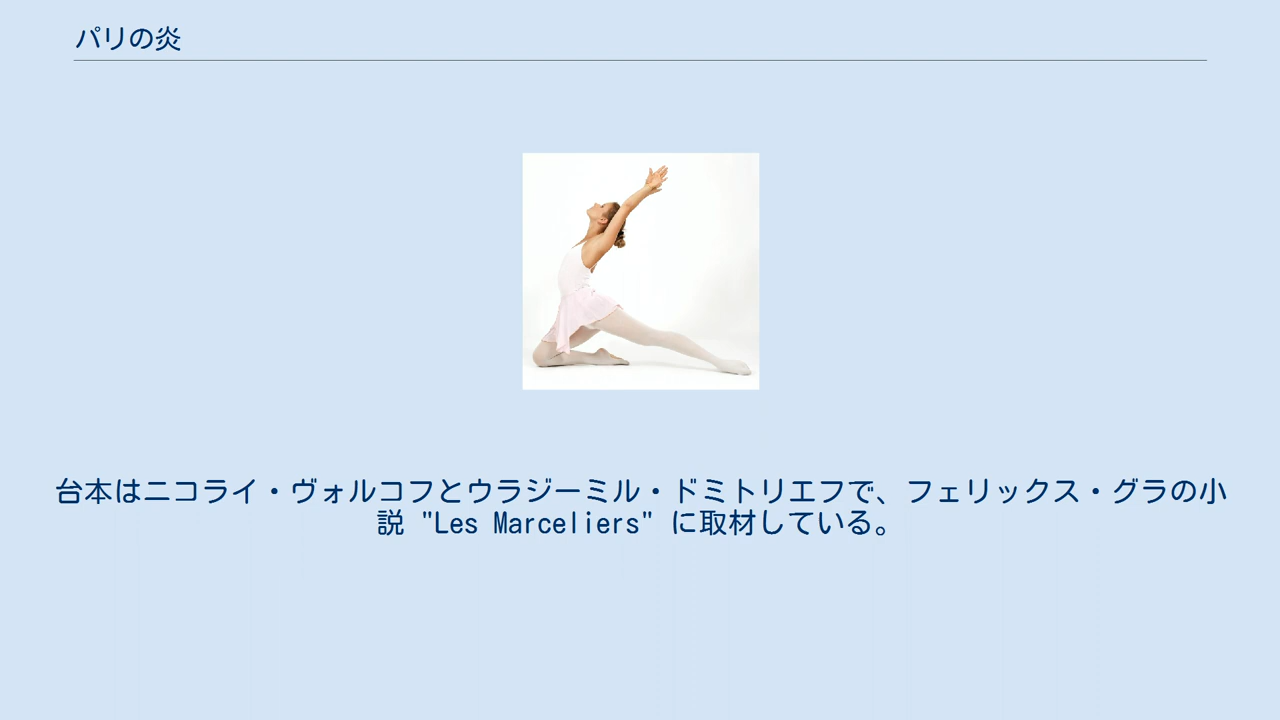 パリの炎
台本はニコライ・ヴォルコフとウラジーミル・ドミトリエフで、フェリックス・グラの小
説 "Les Marceliers" に取材している。